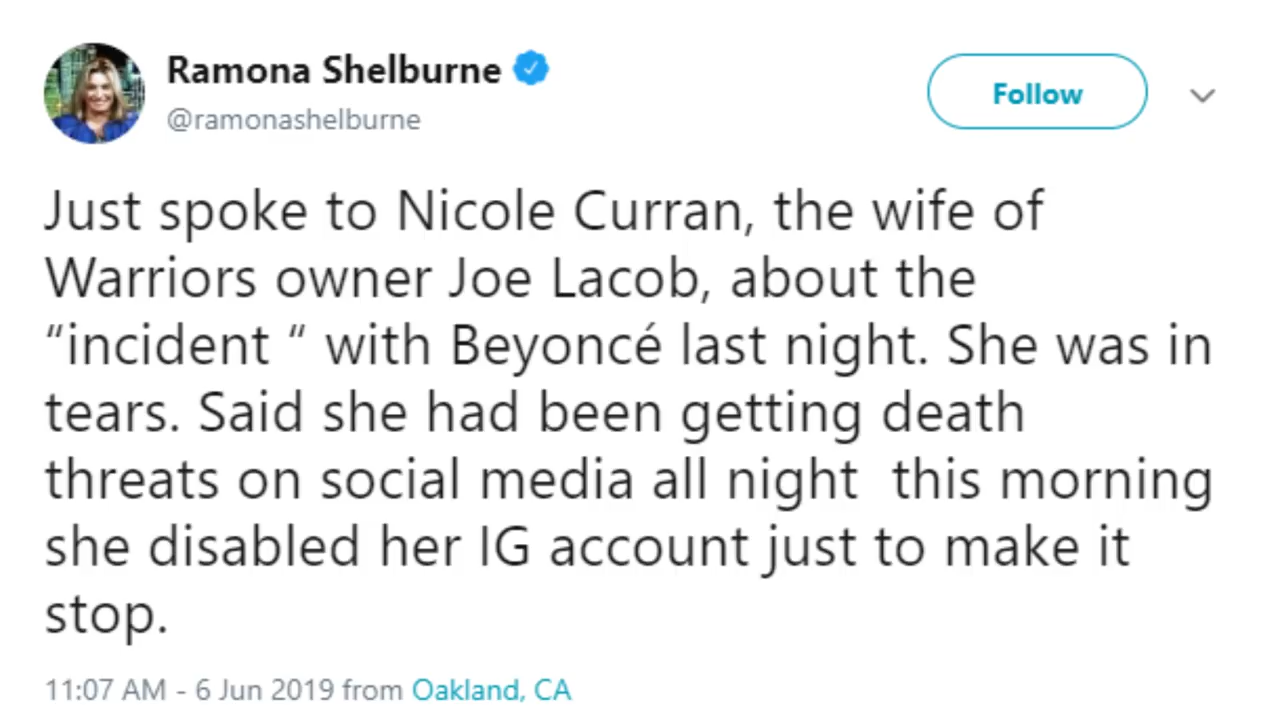 Ramona Shelburne
@ramonashelburne
Follow
Just spoke to Nicole Curran, the wife of
Warriors owner Joe Lacob, about the
“incident “ with Beyoncé last night. She was in
tears. Said she had been getting death
threats on social media all night  this morning
she disabled her IG account just to make it
stop.
11:07 AM - 6 Jun 2019 from Oakland, CA